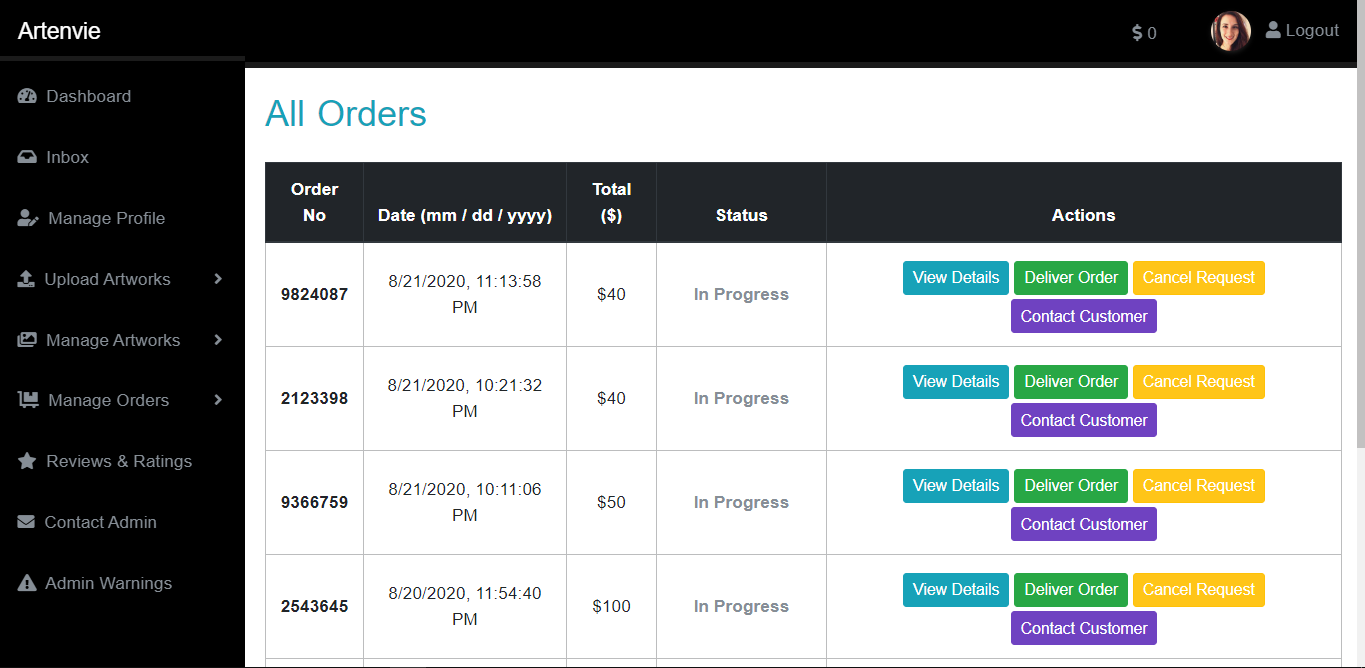 Artenvie
$ 0
Logout
Dashboard
Inbox
Manage Profile
Upload Artworks
Manage Artworks
Manage Orders
Reviews & Ratings
Contact Admin
Admin Warnings
All Orders
Order
No
Date (mm / dd / yyyy)
Total
($)
Status
Actions
9824087
8/21/2020, 11:13:58
PM
$40
In Progress
View Details
Deliver Order
Cancel Request
Contact Customer
2123398
8/21/2020, 10:21:32
PM
$40
In Progress
View Details
Deliver Order
Cancel Request
Contact Customer
9366759
8/21/2020, 10:11:06
PM
$50
In Progress
View Details
Deliver Order
Cancel Request
Contact Customer
2543645
8/20/2020, 11:54:40
PM
$100
In Progress
View Details
Deliver Order
Cancel Request
Contact Customer